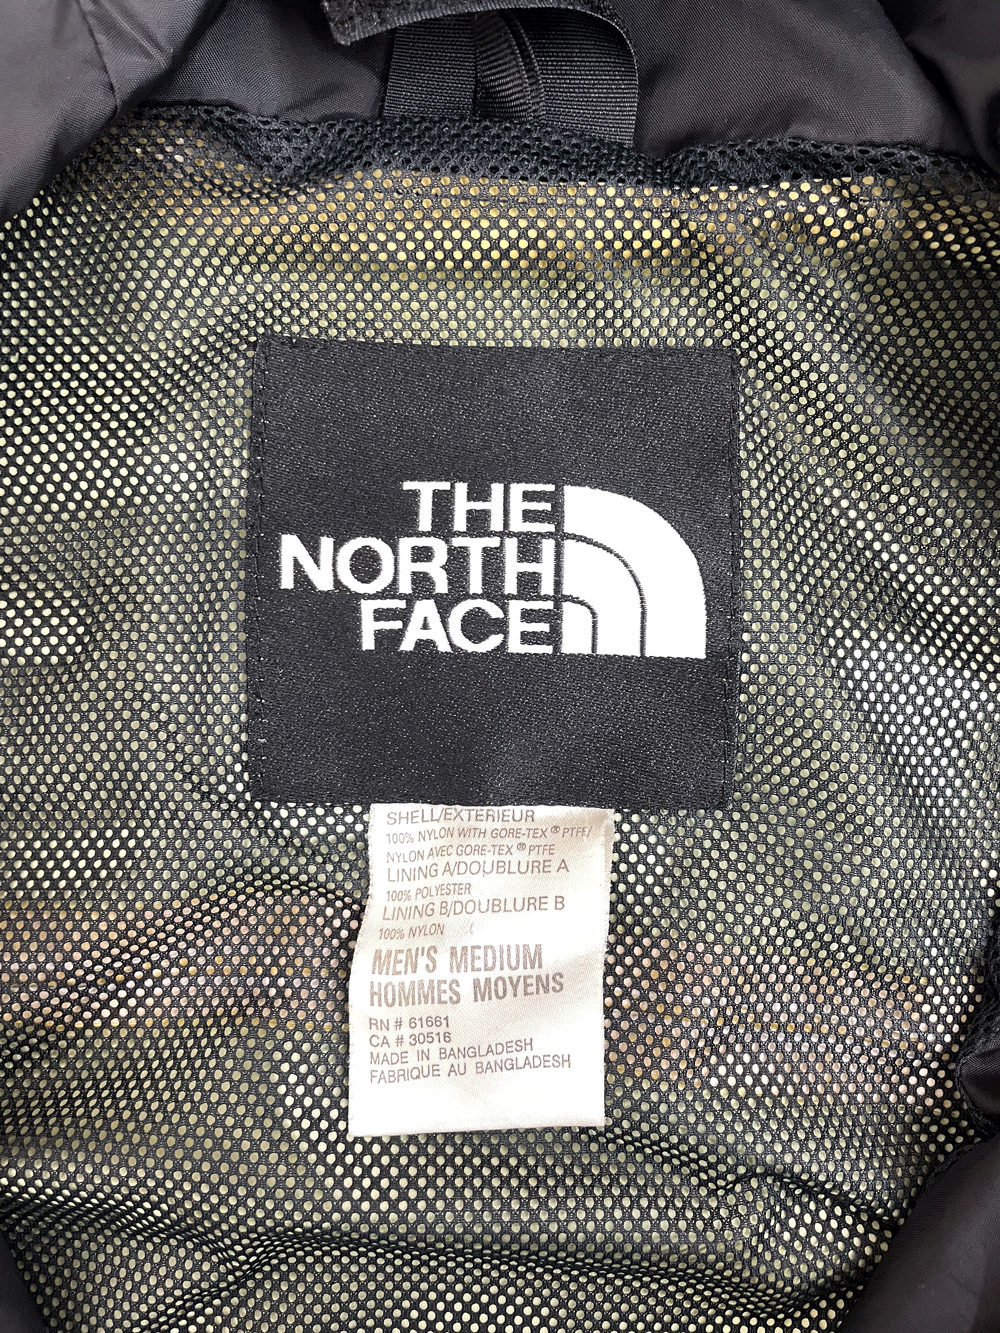 THE
NORTH
FACE
SHELL/EXTERIEUR
100% NYLON WITH GORE-TEX ® PTFE/
NYLON AVEC GORE-TEX ® PTFE
LINING A/DOUBLURE A
100% POLYESTER
LINING B/DOUBLURE B
100% NYLON
MEN'S MEDIUM
HOMMES MOYENS
RN # 61661
CA # 30516
MADE IN BANGLADESH
FABRIQUE AU BANGLADESH